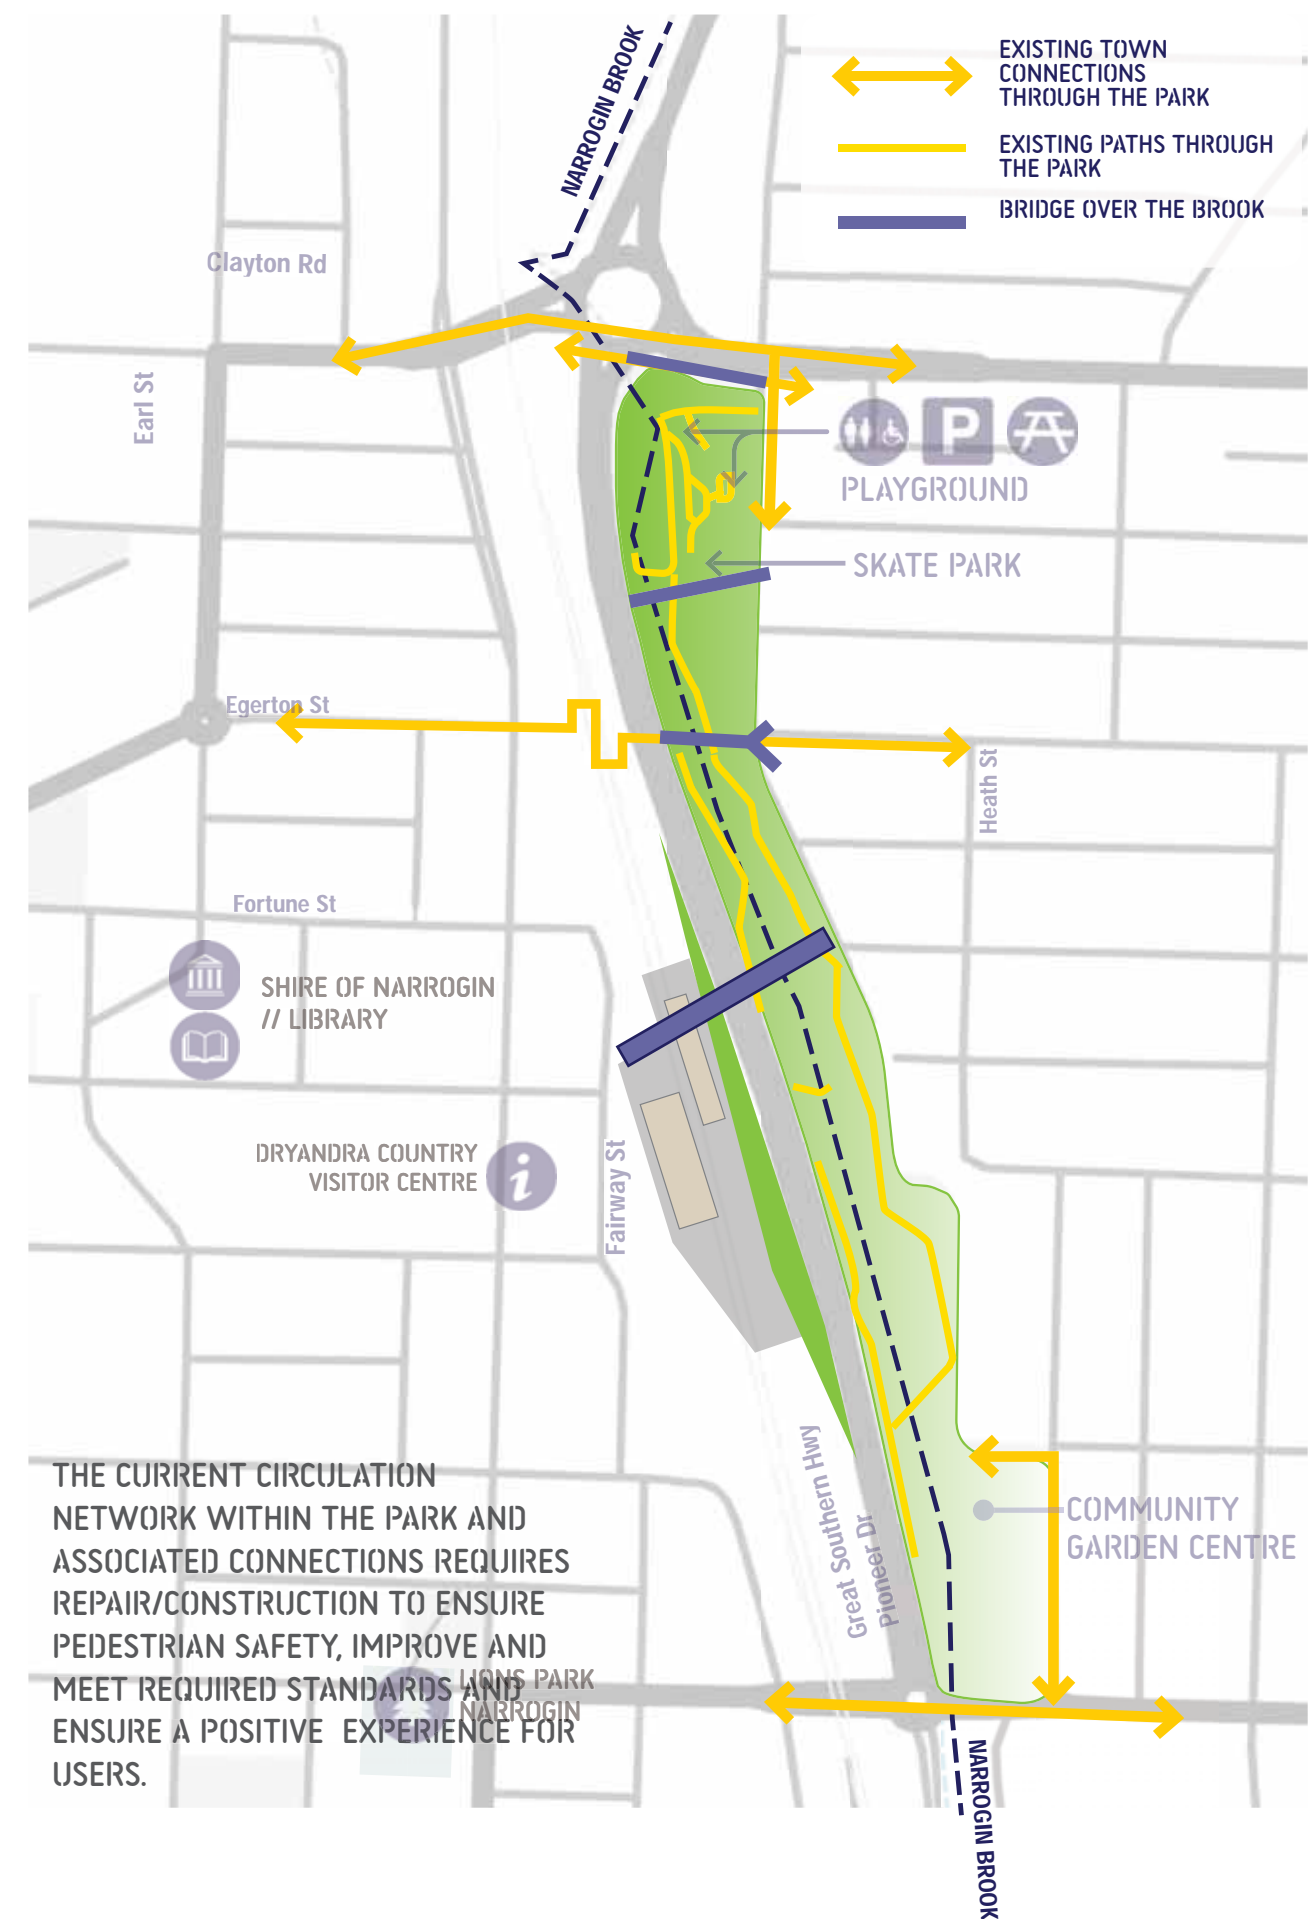 NARROGIN BROOK
EXISTING TOWN
CONNECTIONS
THROUGH THE PARK
EXISTING PATHS THROUGH
THE PARK
BRIDGE OVER THE BROOK
Clayton Rd
Earl St
P
PLAYGROUND
SKATE PARK
Egerton St
Heath St
Fortune St
SHIRE OF NARROGIN
// LIBRARY
DRYANDRA COUNTRY
VISITOR CENTRE
i
Fairway St
Great Southern Hwy
Pioneer Dr
COMMUNITY
GARDEN CENTRE
THE CURRENT CIRCULATION
NETWORK WITHIN THE PARK AND
ASSOCIATED CONNECTIONS REQUIRES
REPAIR/CONSTRUCTION TO ENSURE
PEDESTRIAN SAFETY, IMPROVE AND
MEET REQUIRED STANDARDS AND
ENSURE A POSITIVE  EXPERIENCE FOR
USERS.
LIONS PARK
NARROGIN
NARROGIN BROOK